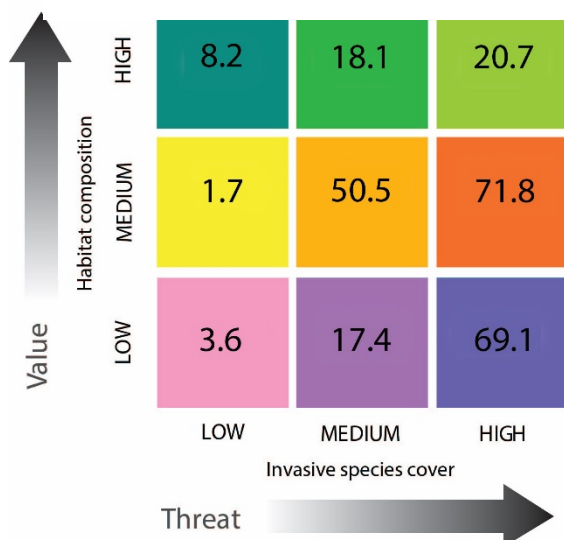 HIGH
8.2 18.1 20.7
MEDIUM
1.7 50.5 71.8
LOW
3.6 17.4 69.1
Habitat composition
Value
LOW MEDIUM HIGH
Invasive species cover
Threat